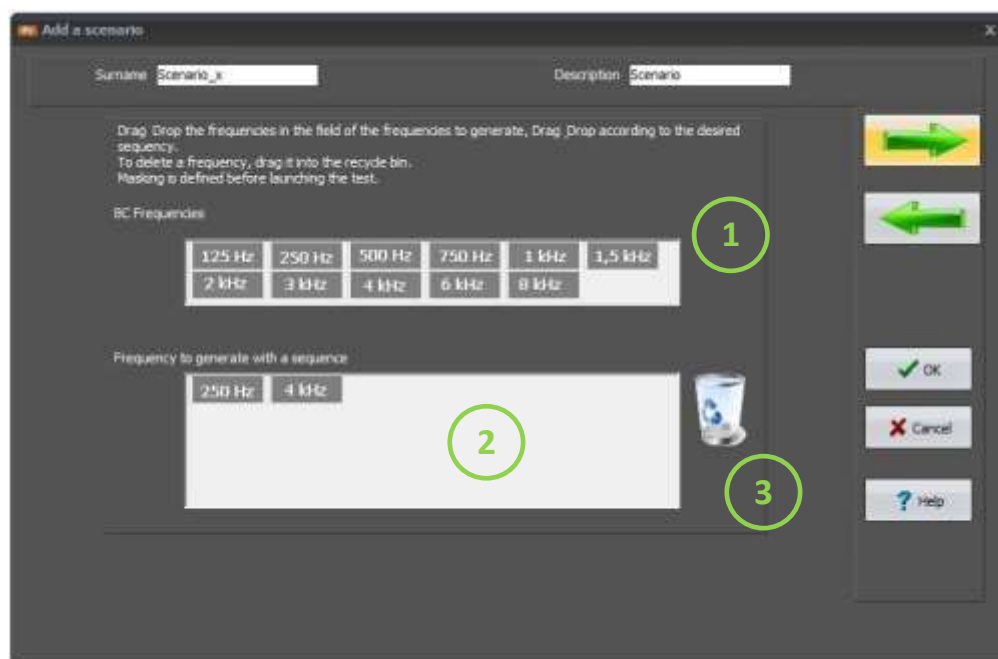 Add a scenario
x
Surname Scenario_x Description Scenario
Drag Drop the frequencies in the field of the frequencies to generate, Drag Drop according to the desired
sequency.
To delete a frequency, drag it into the recycle bin.
Masking is defined before launching the test.
BC Frequencies
1
125 Hz 250 Hz 500 Hz 750 Hz 1 kHz 1,5 kHz
2 kHz 3 kHz 4 kHz 6 kHz 8 kHz
Frequency to generate with a sequence
250 Hz 4 kHz
2
3
OK
Cancel
? Help